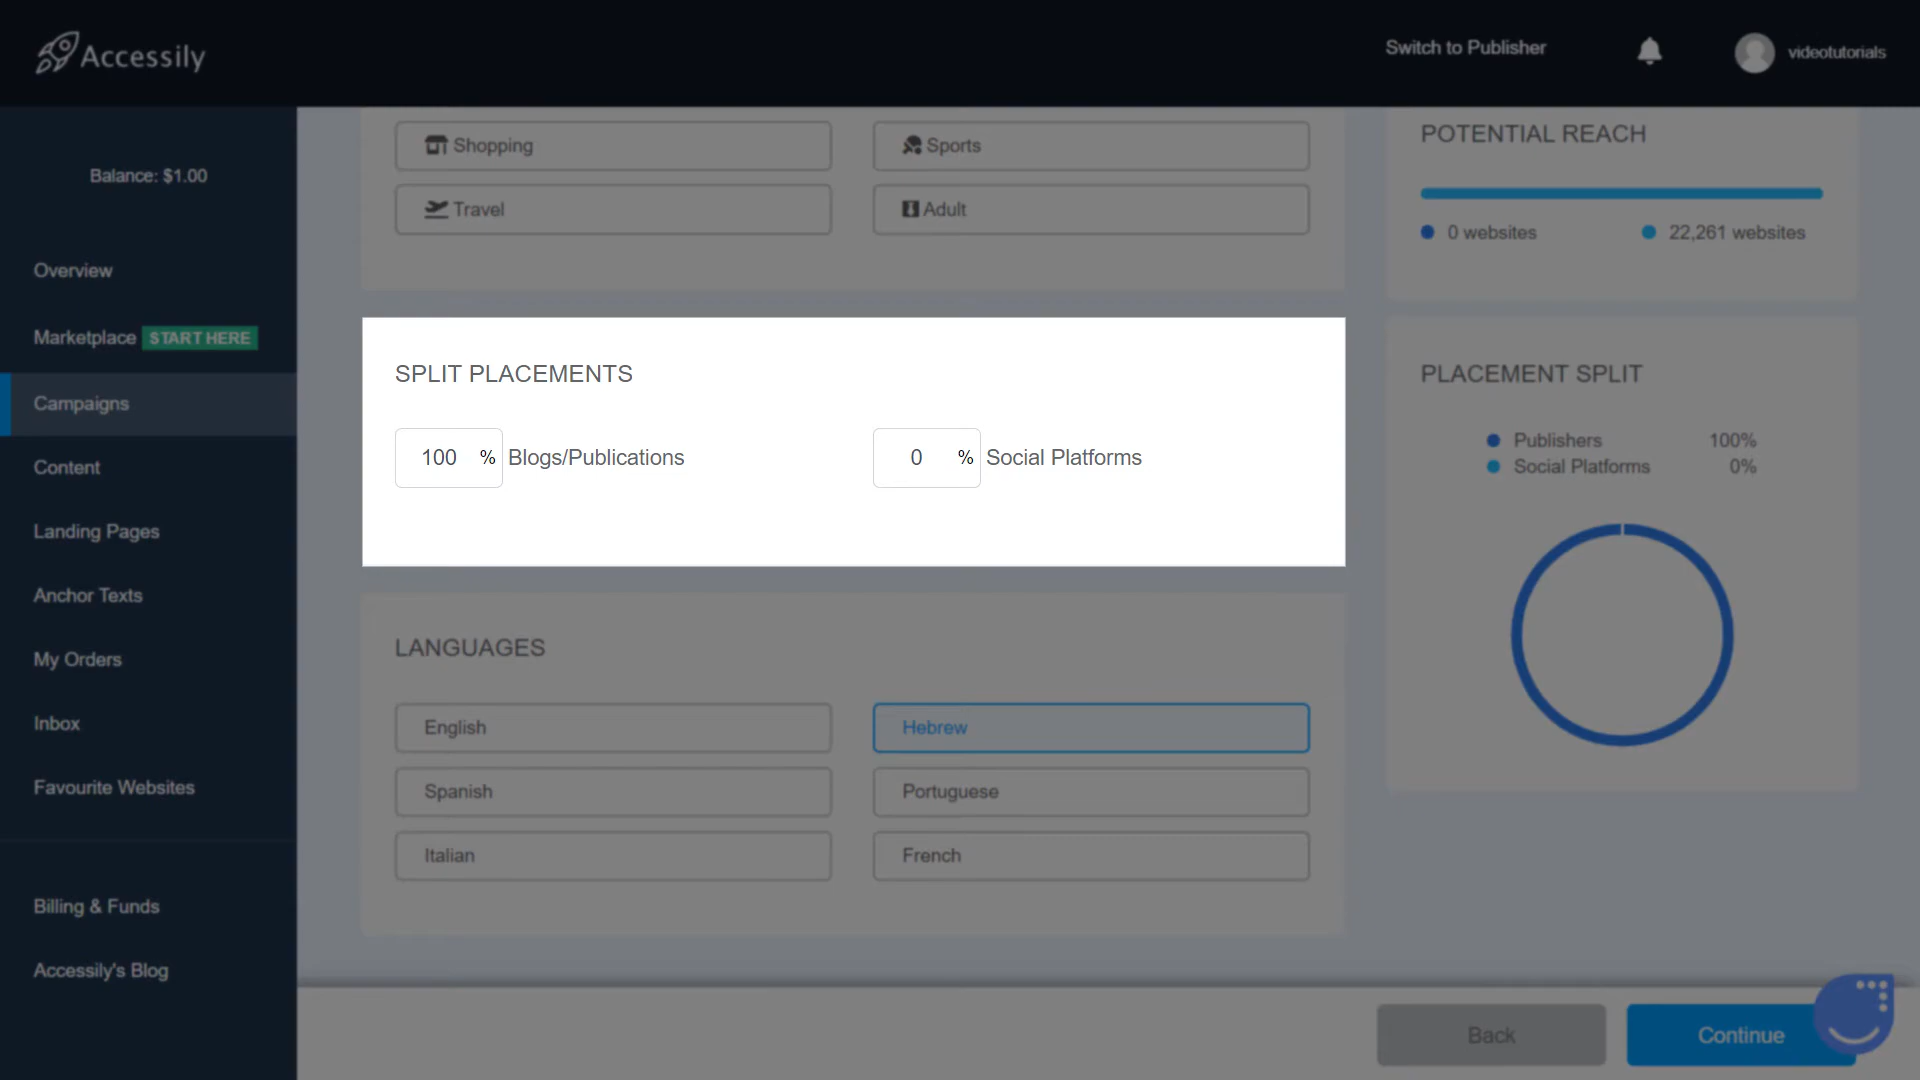 Accessily
Switch to Publisher
videotutorials
Balance: $1.00
Overview
Marketplace START HERE
Campaigns
Content
Landing Pages
Anchor Texts
My Orders
Inbox
Favourite Websites
Billing & Funds
Accessily's Blog
Shopping
Sports
Travel
Adult
SPLIT PLACEMENTS
100 % Blogs/Publications
0 % Social Platforms
LANGUAGES
English
Hebrew
Spanish
Portuguese
Italian
French
POTENTIAL REACH
0 websites
22,261 websites
PLACEMENT SPLIT
Publishers 100%
Social Platforms 0%
Back
Continue